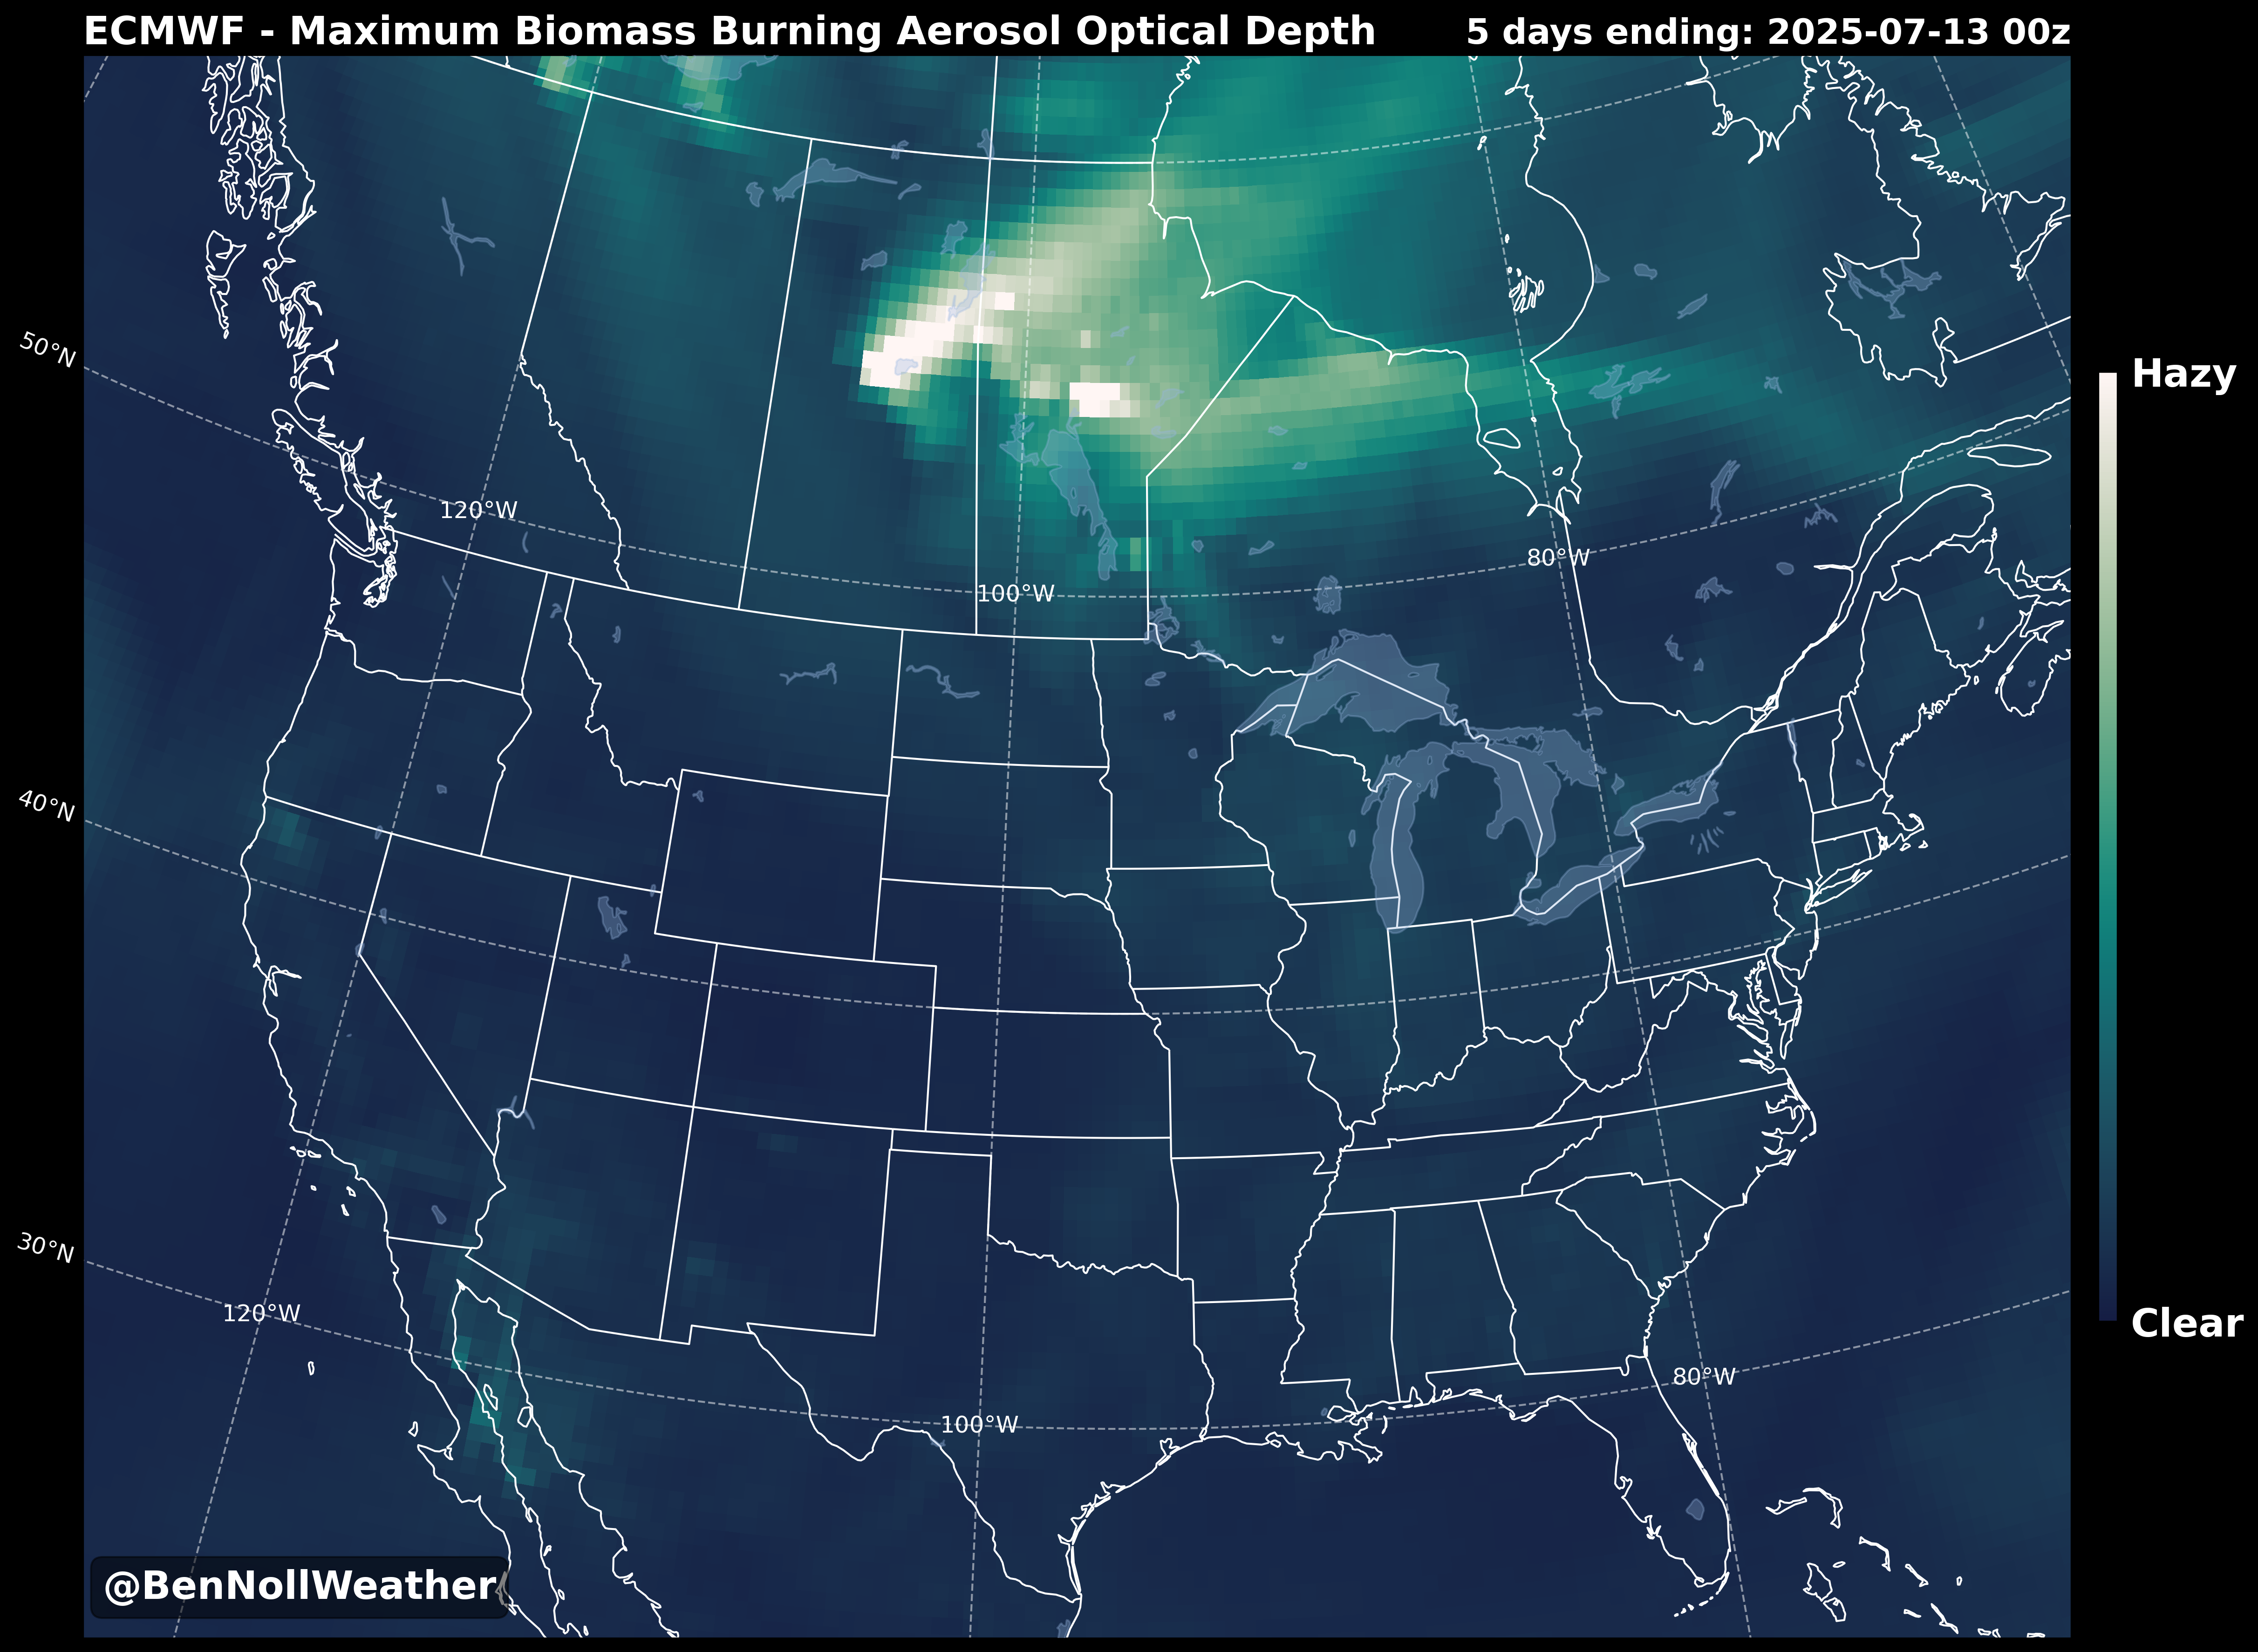 ECMWF - Maximum Biomass Burning Aerosol Optical Depth
5 days ending: 2025-07-13 00z
50°N
Hazy
120°W
80°W
100°W
40°N
30°N
120°W
Clear
80°W
100°W
@BenNollWeather